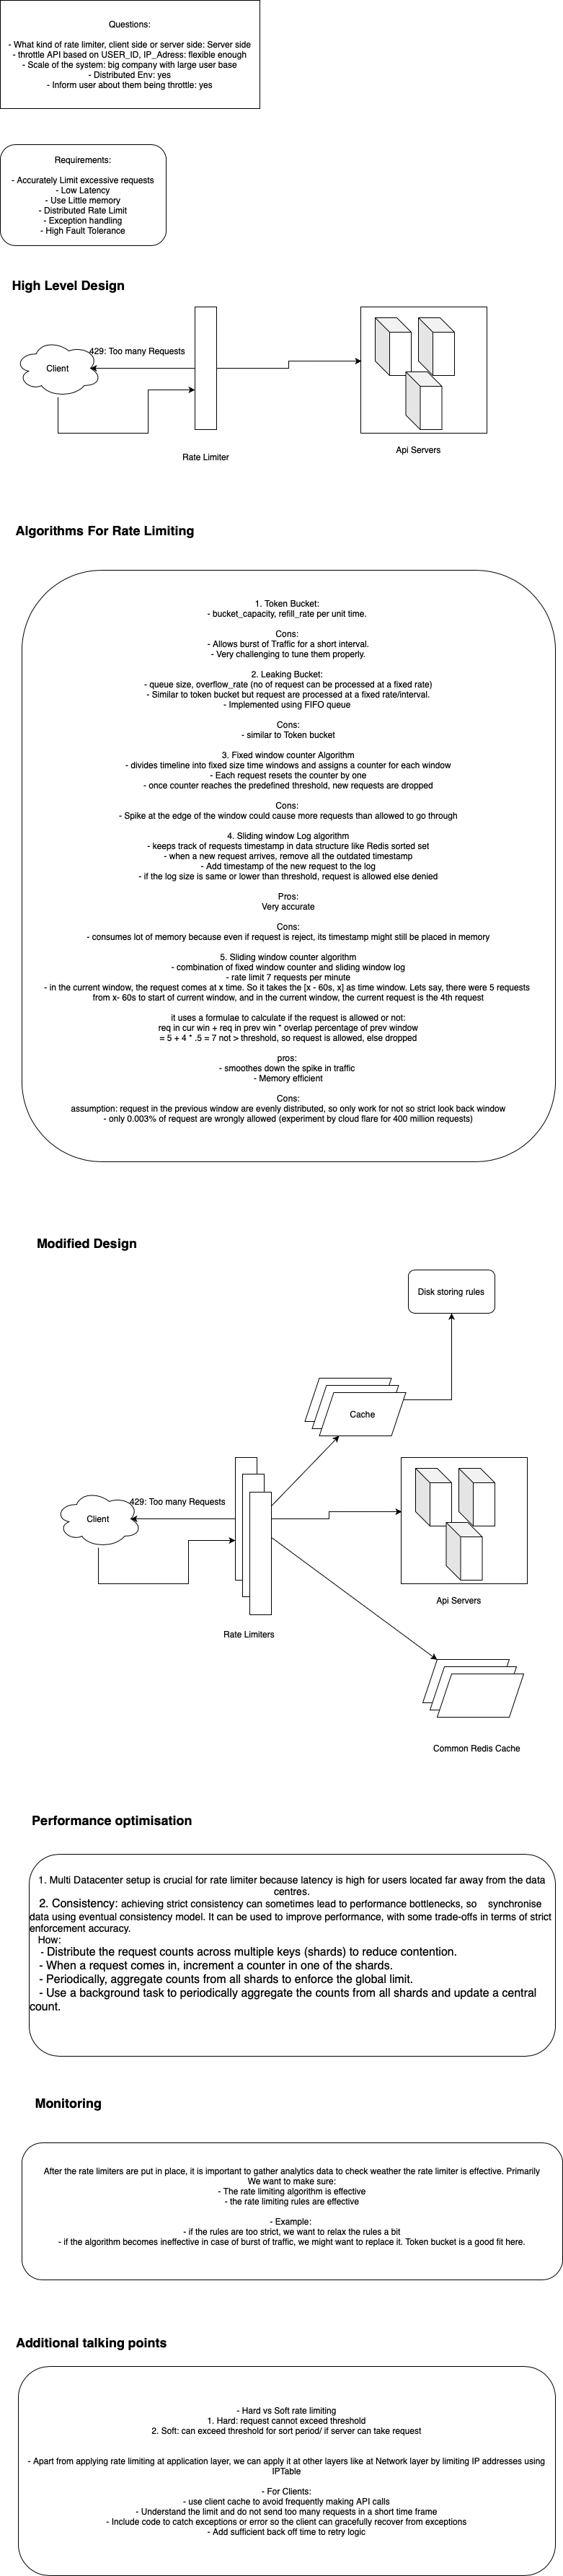 Questions:
- What kind of rate limiter, client side or server side: Server side
- throttle API based on USER_ID, IP_Adress: flexible enough
- Scale of the system: big company with large user base
- Distributed Env: yes
- Inform user about them being throttle: yes
Requirements:
- Accurately Limit excessive requests
- Low Latency
- Use Little memory
- Distributed Rate Limit
- Exception handling
- High Fault Tolerance
High Level Design
429: Too many Requests
Client
Rate Limiter
Api Servers
Algorithms For Rate Limiting
1. Token Bucket:
- bucket_capacity, refill_rate per unit time.
Cons:
- Allows burst of Traffic for a short interval.
- Very challenging to tune them properly.
2. Leaking Bucket:
- queue size, overflow_rate (no of request can be processed at a fixed rate)
- Similar to token bucket but request are processed at a fixed rate/interval.
- Implemented using FIFO queue
Cons:
- similar to Token bucket
3. Fixed window counter Algorithm
- divides timeline into fixed size time windows and assigns a counter for each window
- Each request resets the counter by one
- once counter reaches the predefined threshold, new requests are dropped
Cons:
- Spike at the edge of the window could cause more requests than allowed to go through
4. Sliding window Log algorithm
- keeps track of requests timestamp in data structure like Redis sorted set
- when a new request arrives, remove all the outdated timestamp
- Add timestamp of the new request to the log
- if the log size is same or lower than threshold, request is allowed else denied
Pros:
Very accurate
Cons:
- consumes lot of memory because even if request is reject, its timestamp might still be placed in memory
5. Sliding window counter algorithm
- combination of fixed window counter and sliding window log
- rate limit 7 requests per minute
- in the current window, the request comes at x time. So it takes the [x - 60s, x] as time window. Lets say, there were 5 requests
from x- 60s to start of current window, and in the current window, the current request is the 4th request
it uses a formulae to calculate if the request is allowed or not:
req in cur win + req in prev win * overlap percentage of prev window
= 5 + 4 * .5 = 7 not > threshold, so request is allowed, else dropped
pros:
- smoothes down the spike in traffic
- Memory efficient
Cons:
assumption: request in the previous window are evenly distributed, so only work for not so strict look back window
- only 0.003% of request are wrongly allowed (experiment by cloud flare for 400 million requests)
Modified Design
Disk storing rules
Cache
429: Too many Requests
Client
Rate Limiters
Api Servers
Common Redis Cache
Performance optimisation
1. Multi Datacenter setup is crucial for rate limiter because latency is high for users located far away from the data
centres.
2. Consistency: achieving strict consistency can sometimes lead to performance bottlenecks, so synchronise
data using eventual consistency model. It can be used to improve performance, with some trade-offs in terms of strict
enforcement accuracy.
How:
- Distribute the request counts across multiple keys (shards) to reduce contention.
- When a request comes in, increment a counter in one of the shards.
- Periodically, aggregate counts from all shards to enforce the global limit.
- Use a background task to periodically aggregate the counts from all shards and update a central
count.
Monitoring
After the rate limiters are put in place, it is important to gather analytics data to check weather the rate limiter is effective. Primarily
We want to make sure:
- The rate limiting algorithm is effective
- the rate limiting rules are effective
- Example:
- if the rules are too strict, we want to relax the rules a bit
- if the algorithm becomes ineffective in case of burst of traffic, we might want to replace it. Token bucket is a good fit here.
Additional talking points
- Hard vs Soft rate limiting
1. Hard: request cannot exceed threshold
2. Soft: can exceed threshold for sort period/ if server can take request
- Apart from applying rate limiting at application layer, we can apply it at other layers like at Network layer by limiting IP addresses using
IPTable
- For Clients:
- use client cache to avoid frequently making API calls
- Understand the limit and do not send too many requests in a short time frame
- Include code to catch exceptions or error so the client can gracefully recover from exceptions
- Add sufficient back off time to retry logic